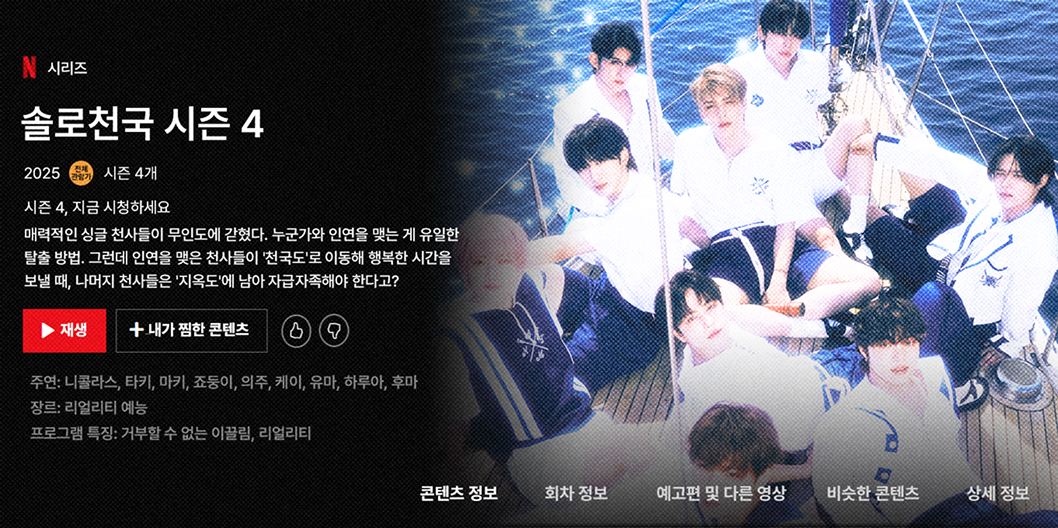 N 시리즈
솔로천국 시즌 4
2025 전체 관람가 시즌 4개
시즌 4, 지금 시청하세요
매력적인 싱글 천사들이 무인도에 갇혔다. 누군가와 인연을 맺는 게 유일한
탈출 방법. 그런데 인연을 맺은 천사들이 '천국도'로 이동해 행복한 시간을
보낼 때, 나머지 천사들은 '지옥도'에 남아 자급자족해야 한다고?
재생
내가 찜한 콘텐츠
주연: 니콜라스, 타키, 마키, 죠둥이, 의주, 케이, 유마, 하루아, 후마
장르: 리얼리티 예능
프로그램 특징: 거부할 수 없는 이끌림, 리얼리티
콘텐츠 정보 회차 정보 예고편 및 다른 영상 비슷한 콘텐츠 상세 정보